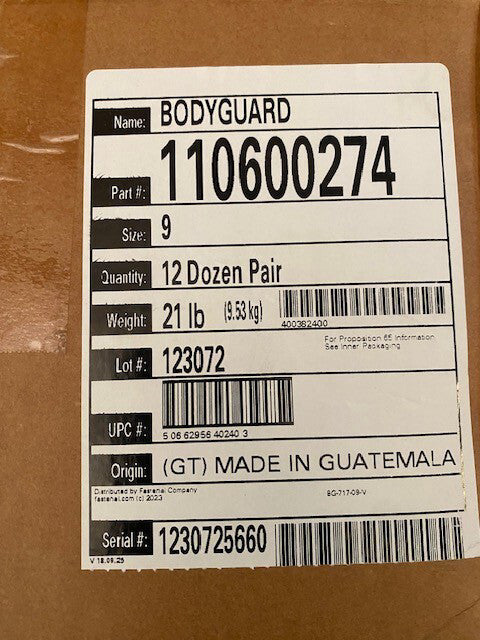 Name: BODYGUARD
Part #: 110600274
Size: 9
Quantity: 12 Dozen Pair
Weight: 21 lb (9.53 kg)
400362400
For Proposition 65 Information
See Inner Packaging
Lot #: 123072
UPC #:
5 06 62956 40240 3
Origin: (GT) MADE IN GUATEMALA
Distributed by Fastenal Company
fastenal.com (c) 2023
BG-717-09-V
Serial #: 1230725660
V 18.09.25